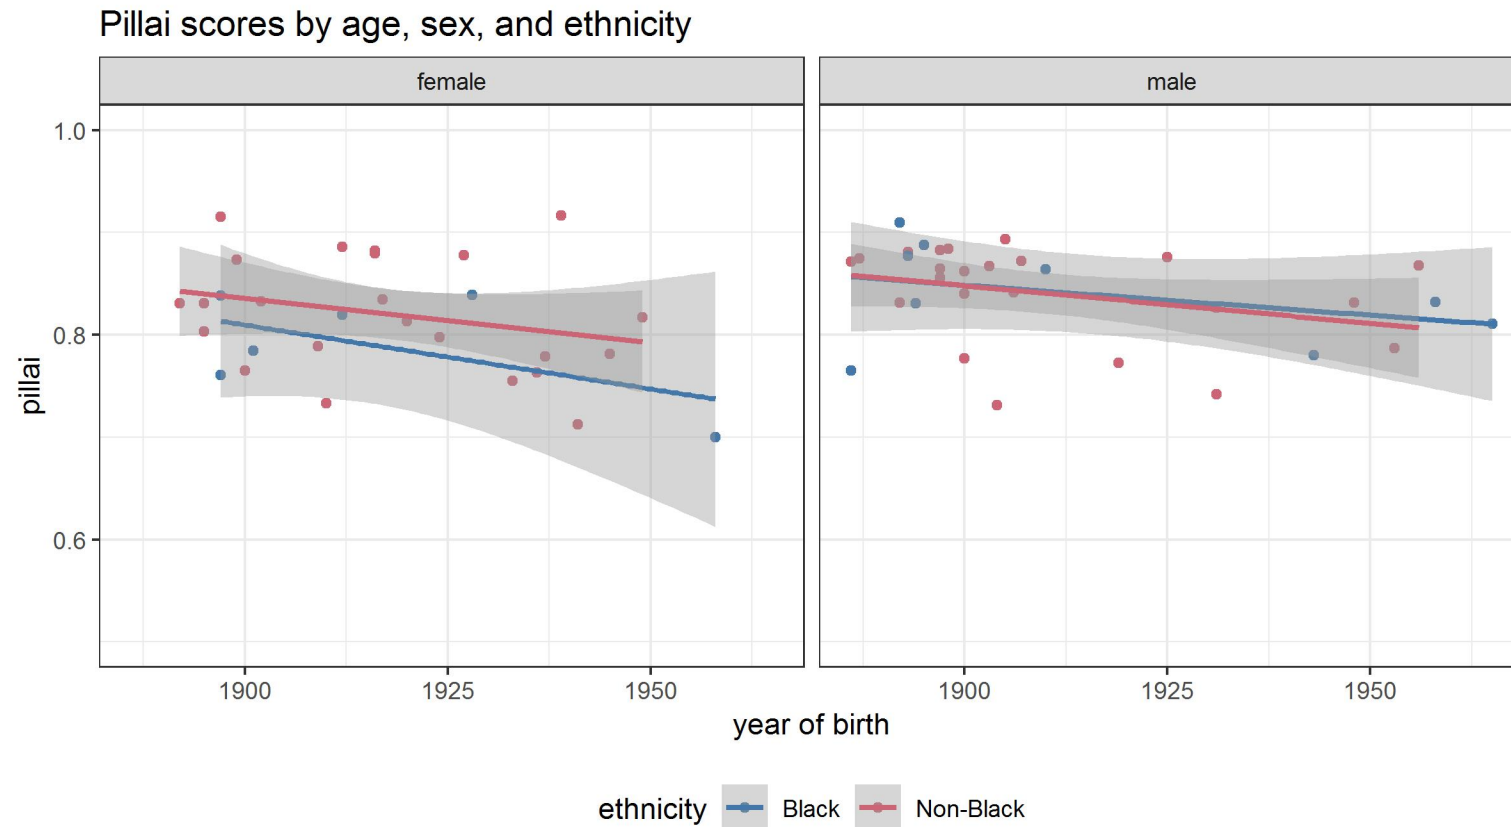 Pillai scores by age, sex, and ethnicity
female
male
1.0
0.8
0.6
pillai
1900
1925
1950
1900
1925
1950
year of birth
ethnicity
Black
Non-Black